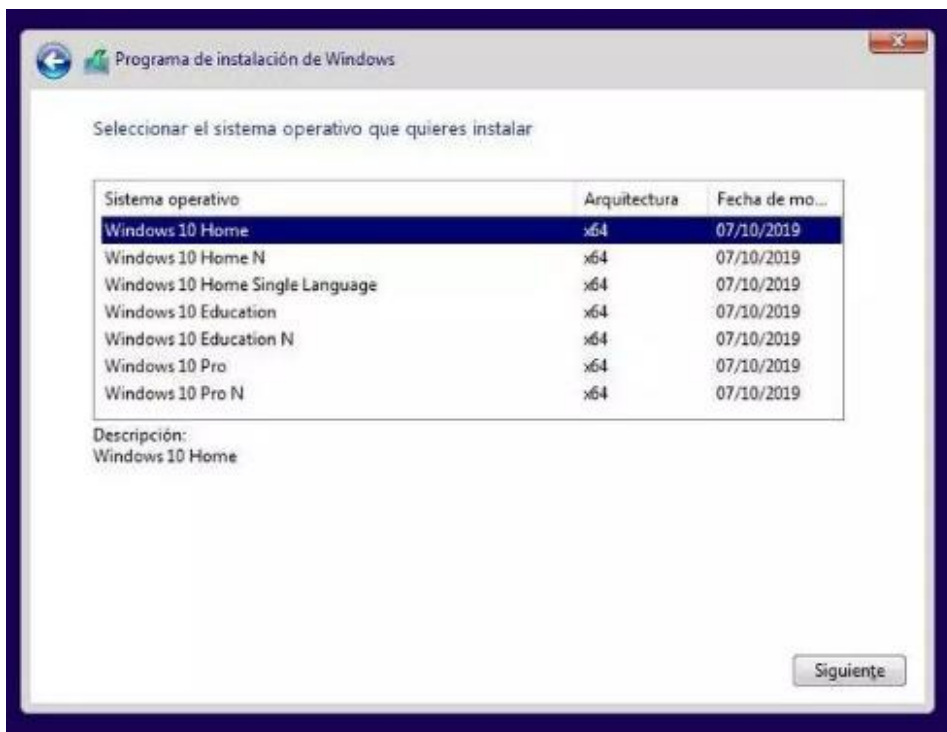 Programa de instalación de Windows
Seleccionar el sistema operativo que quieres instalar
Sistema operativo Arquitectura Fecha de mo...
Windows 10 Home x64 07/10/2019
Windows 10 Home N x64 07/10/2019
Windows 10 Home Single Language x64 07/10/2019
Windows 10 Education x64 07/10/2019
Windows 10 Education N x64 07/10/2019
Windows 10 Pro x64 07/10/2019
Windows 10 Pro N x64 07/10/2019
Descripción:
Windows 10 Home
Siguiente